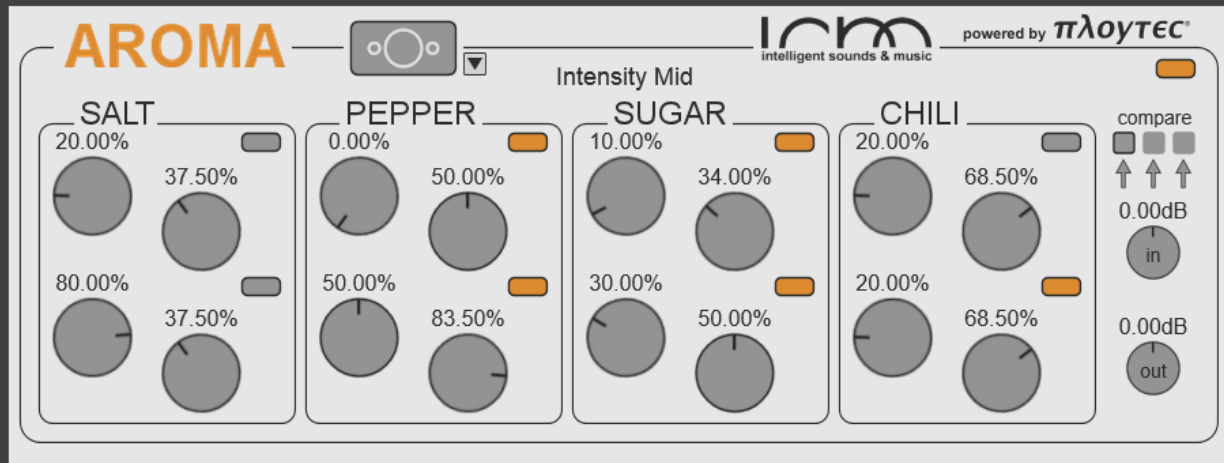 AROMA
ism
intelligent sounds & music
powered by πλουτεc®
Intensity Mid
SALT
PEPPER
SUGAR
CHILI
20.00%
37.50%
80.00%
37.50%
0.00%
50.00%
50.00%
83.50%
10.00%
34.00%
30.00%
50.00%
20.00%
68.50%
20.00%
68.50%
compare
0.00dB
in
0.00dB
out